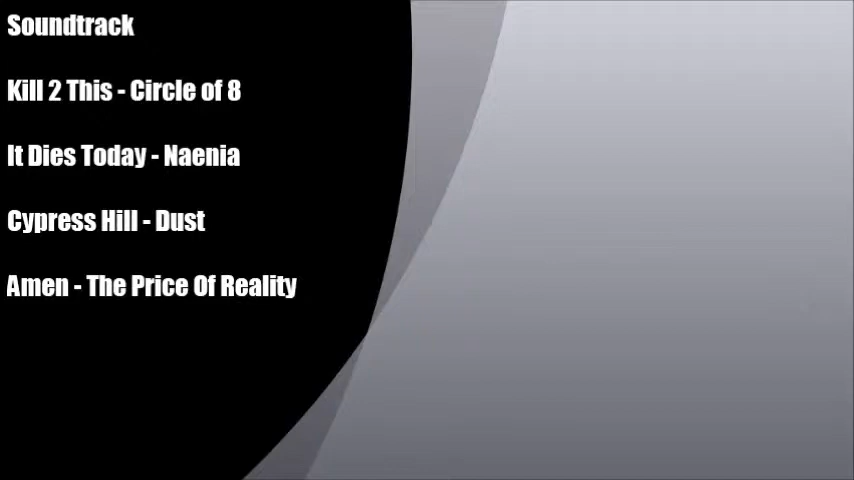 Soundtrack
Kill 2 This - Circle of 8
It Dies Today - Naenia
Cypress Hill - Dust
Amen - The Price Of Reality